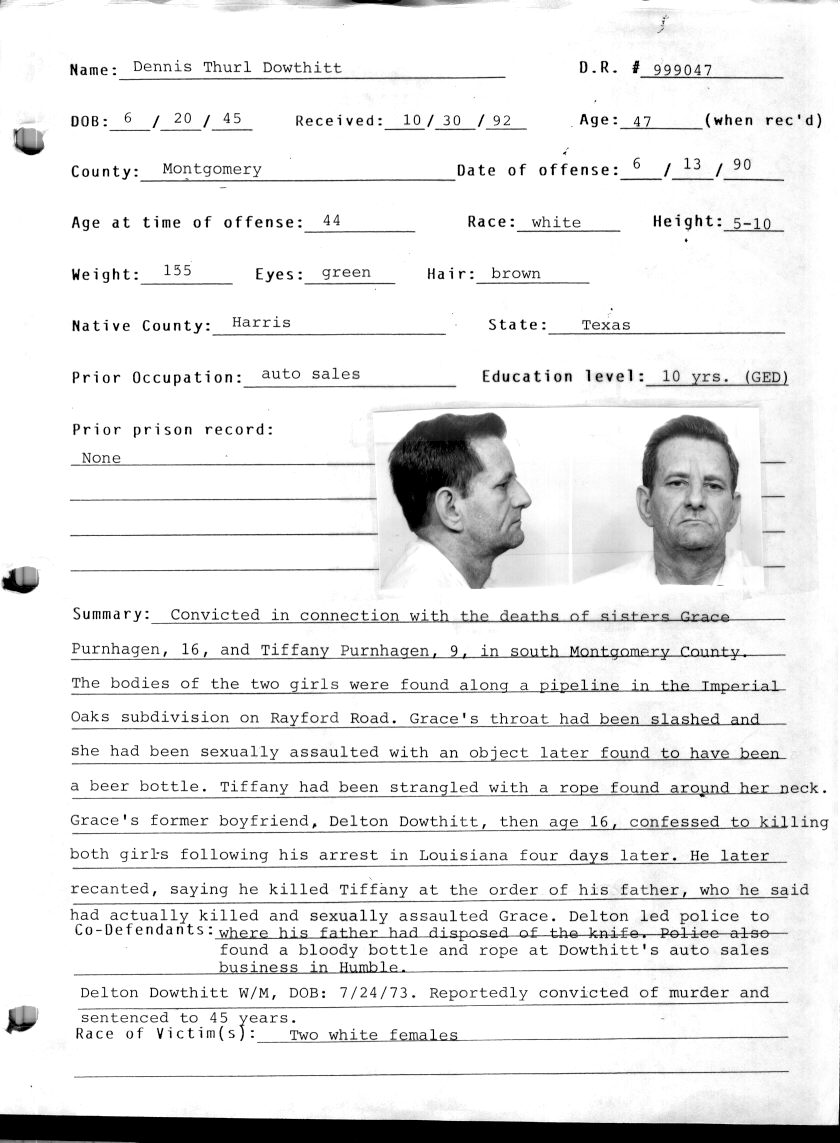 Name: Dennis Thurl Dowthitt D.R. # 999047
DOB: 6 / 20 / 45 Received: 10 / 30 / 92 Age: 47 (when rec'd)
County: Montgomery Date of offense: 6 / 13 / 90
Age at time of offense: 44 Race: white Height: 5-10
Weight: 155 Eyes: green Hair: brown
Native County: Harris State: Texas
Prior Occupation: auto sales Education level: 10 yrs. (GED)
Prior prison record:
None
Summary: Convicted in connection with the deaths of sisters Grace
Purnhagen, 16, and Tiffany Purnhagen, 9, in south Montgomery County.
The bodies of the two girls were found along a pipeline in the Imperial
Oaks subdivision on Rayford Road. Grace's throat had been slashed and
she had been sexually assaulted with an object later found to have been
a beer bottle. Tiffany had been strangled with a rope found around her neck.
Grace's former boyfriend, Delton Dowthitt, then age 16, confessed to killing
both girls following his arrest in Louisiana four days later. He later
recanted, saying he killed Tiffany at the order of his father, who he said
had actually killed and sexually assaulted Grace. Delton led police to
Co-Defendants: where his father had disposed of the knife. Police also
found a bloody bottle and rope at Dowthitt's auto sales
business in Humble.
Delton Dowthitt W/M, DOB: 7/24/73. Reportedly convicted of murder and
sentenced to 45 years.
Race of Victim(s): Two white females